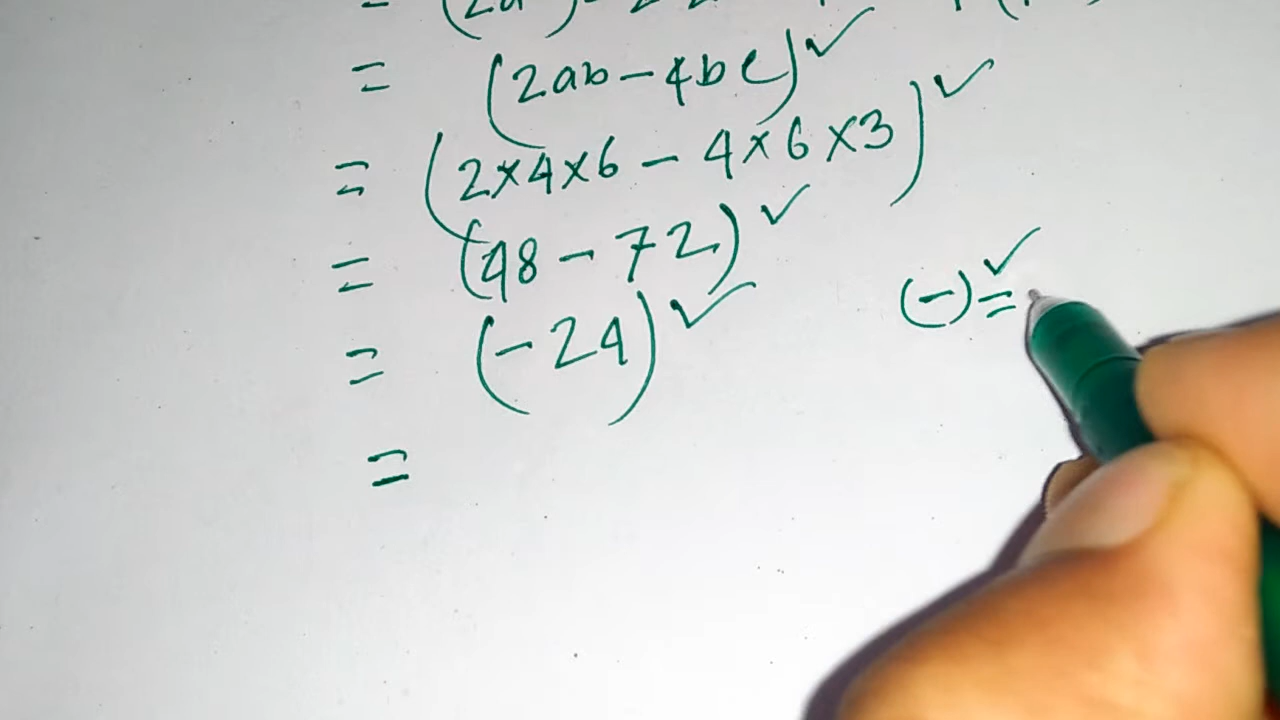 = (2ab - 4bc) ✓
= (2×4×6 - 4×6×3) ✓
= (48 - 72) ✓
= (-24) ✓
(-) = ✓
=